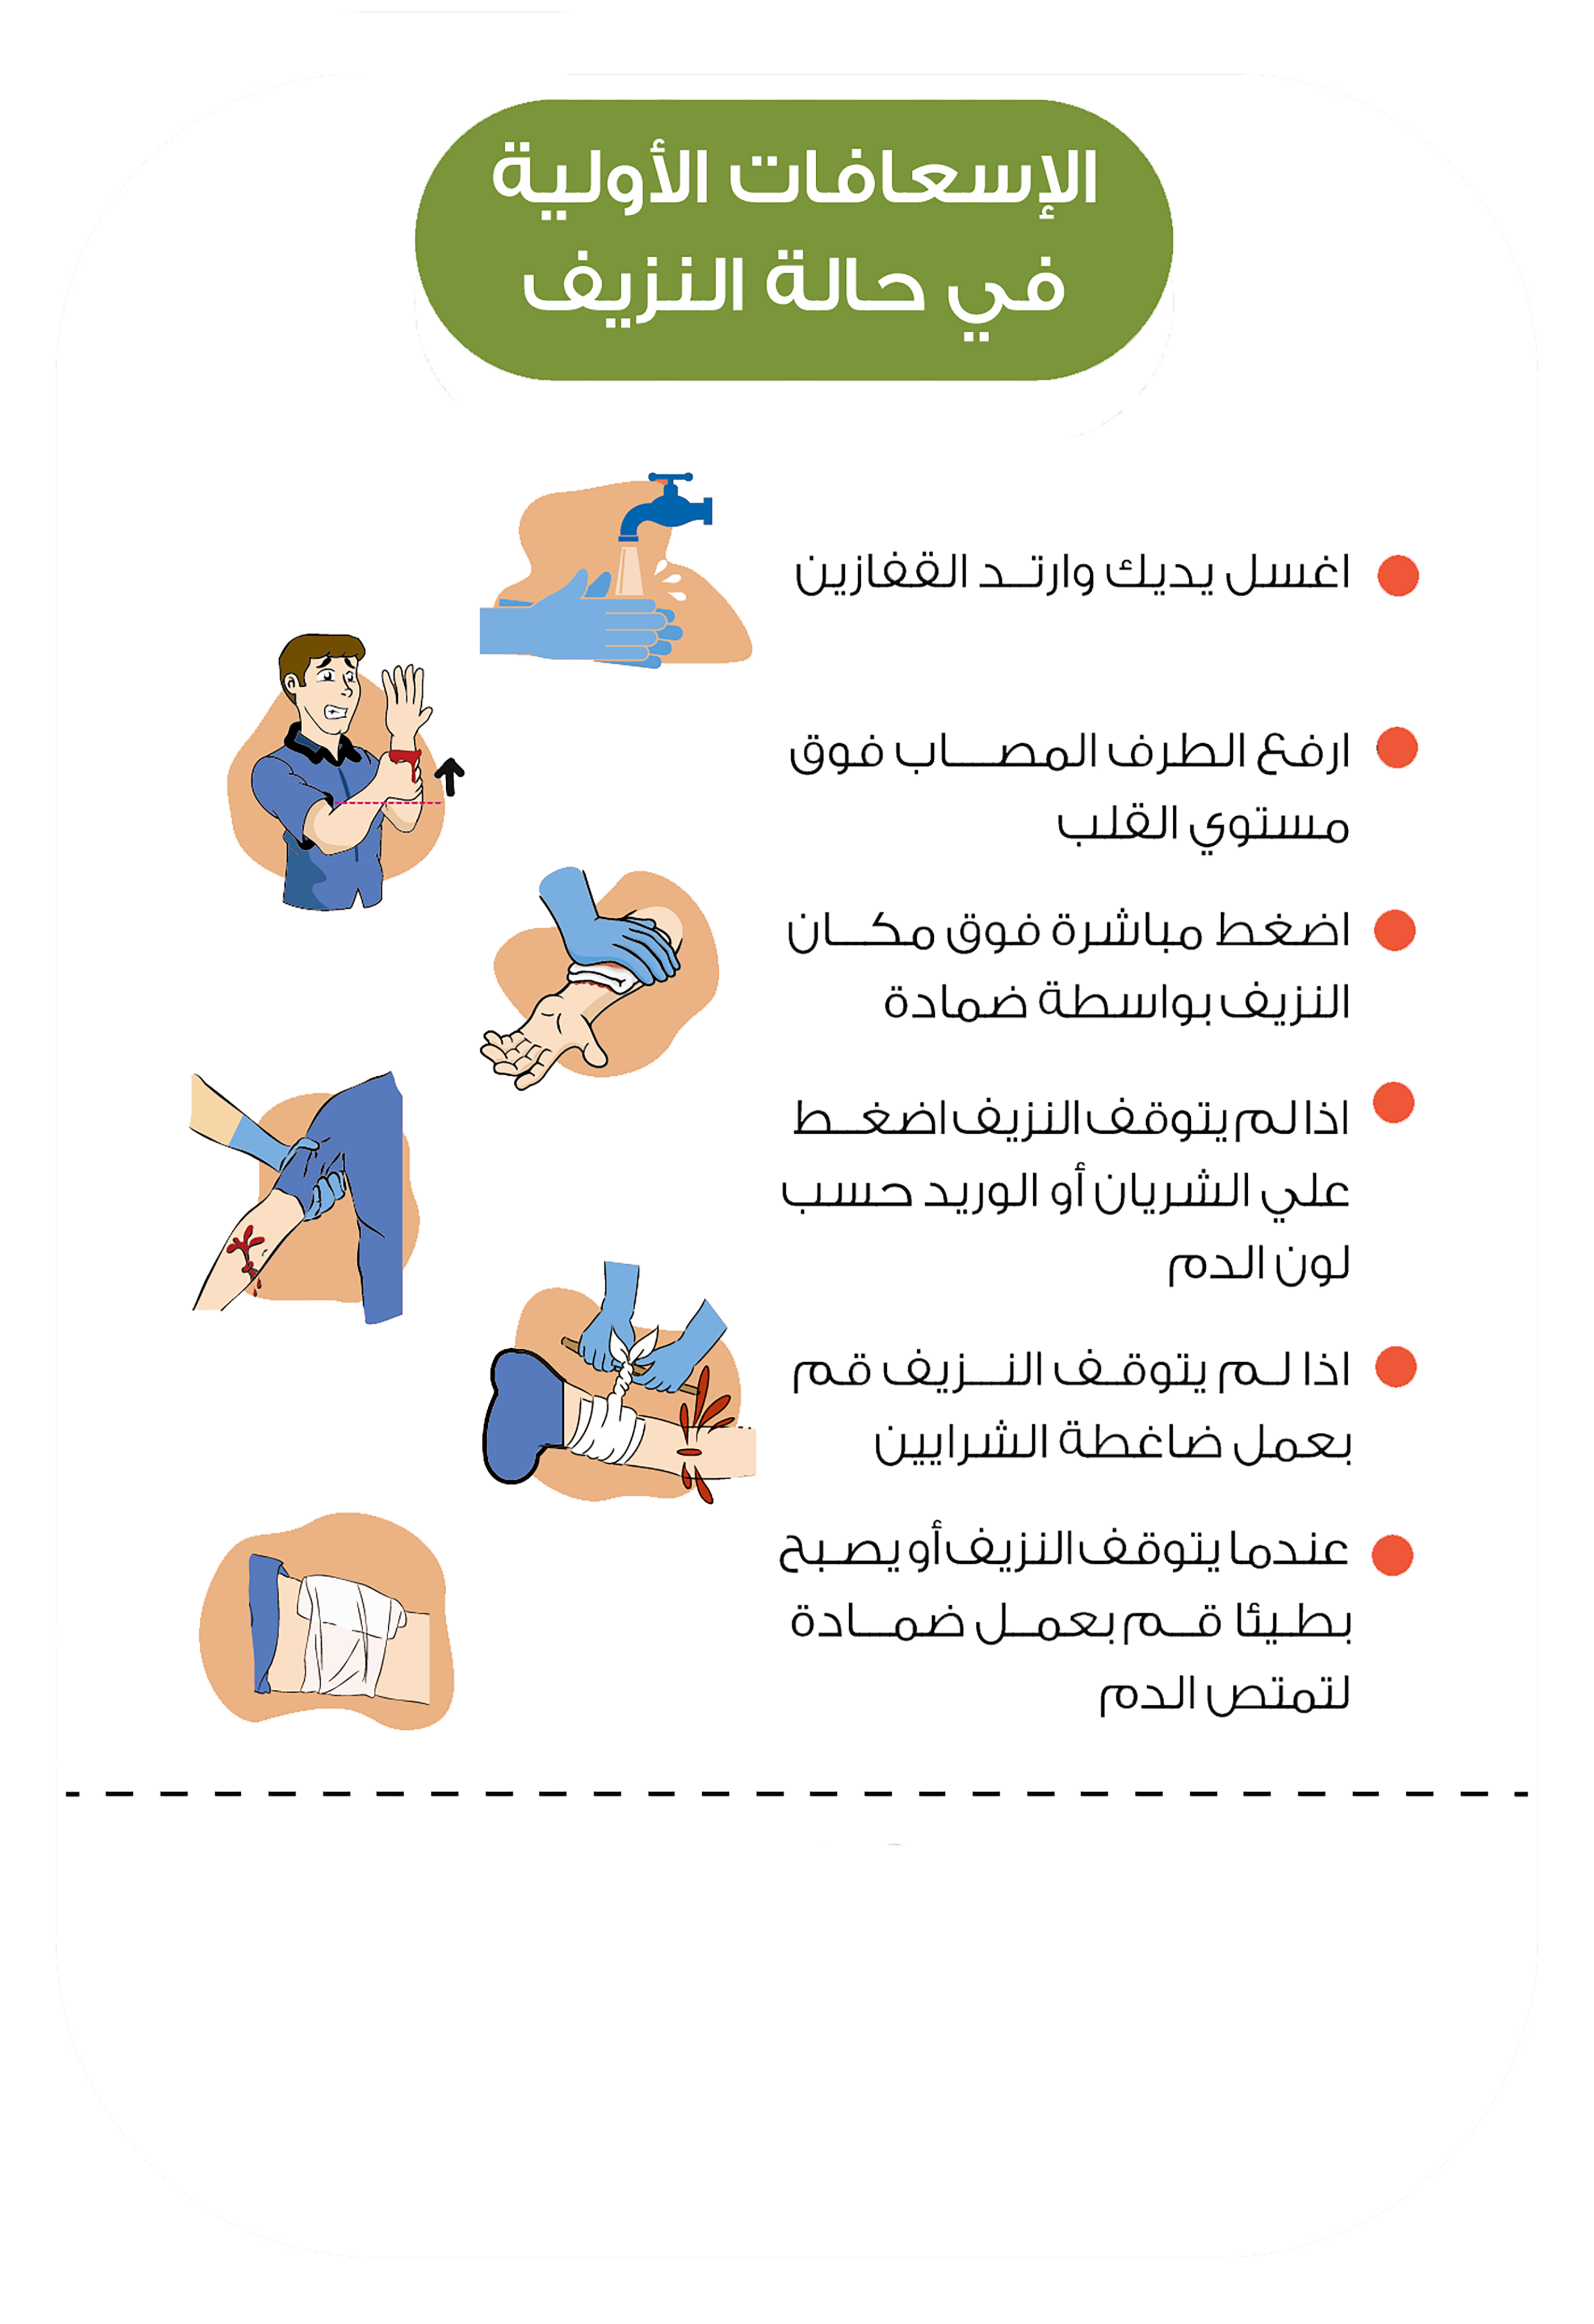 الإسعافات الأولية
في حالة النزيف
اغسل يديك وارتد القفازين
ارفع الطرف المصاب فوق
مستوي القلب
اضغط مباشرة فوق مكان
النزيف بواسطة ضمادة
اذا لم يتوقف النزيف اضغط
علي الشريان أو الوريد حسب
لون الدم
اذا لم يتوقف النزيف قم
بعمل ضاغطة الشرايين
عندما يتوقف النزيف أو يصبح
بطيئا قم بعمل ضمادة
لتمتص الدم